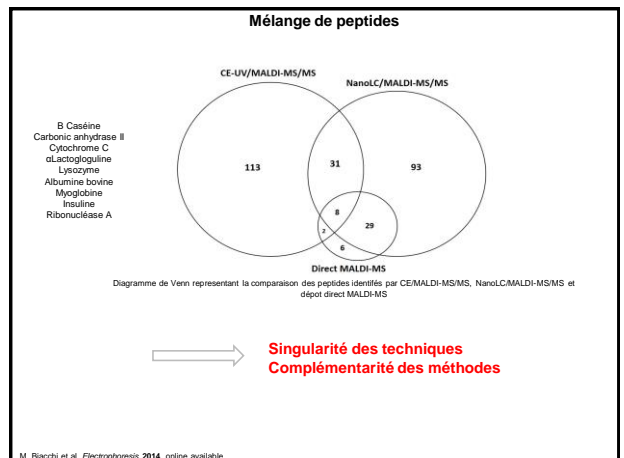 Mélange de peptides
CE-UV/MALDI-MS/MS
NanoLC/MALDI-MS/MS
B Caséine
Carbonic anhydrase II
Cytochrome C
αLactogloguline
Lysozyme
Albumine bovine
Myoglobine
Insuline
Ribonucléase A
113
31
93
8
2
29
6
Direct MALDI-MS
Diagramme de Venn representant la comparaison des peptides identifés par CE/MALDI-MS/MS, NanoLC/MALDI-MS/MS et
dépot direct MALDI-MS
Singularité des techniques
Complémentarité des méthodes
M. Biacchi et al. Electrophoresis 2014, online available